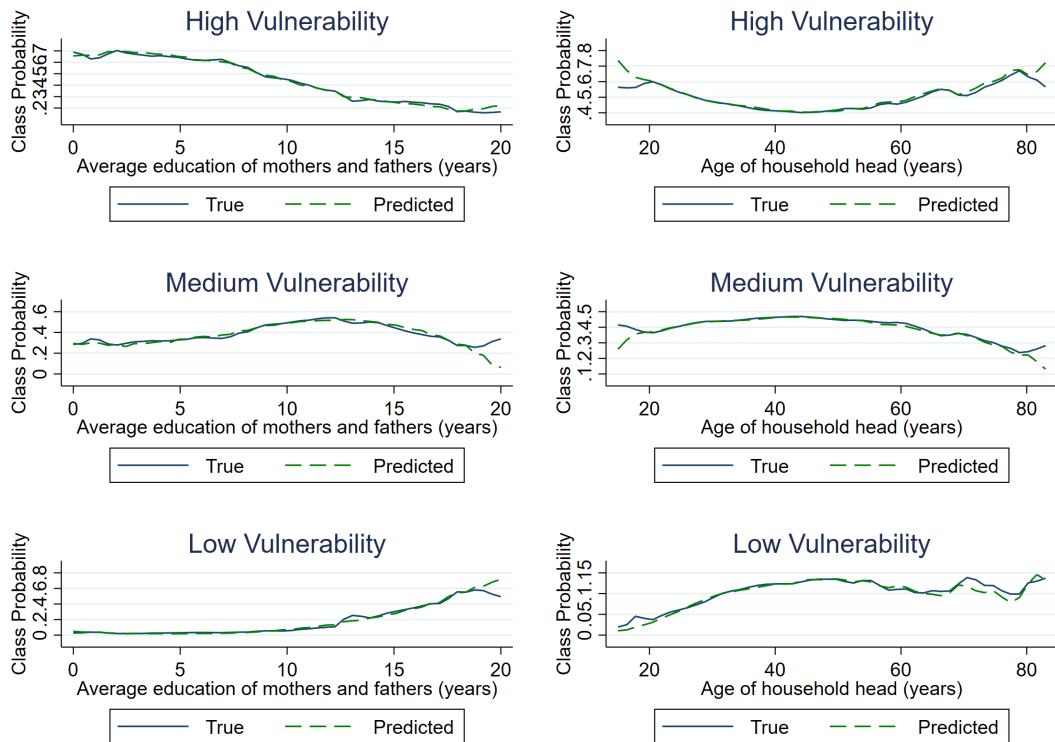 High Vulnerability
Class Probability
.2 .3 .4 .5 .6 .7
0 5 10 15 20
Average education of mothers and fathers (years)
True Predicted
High Vulnerability
Class Probability
.4 .5 .6 .7 .8
20 40 60 80
Age of household head (years)
True Predicted
Medium Vulnerability
Class Probability
0 .2 .4 .6
0 5 10 15 20
Average education of mothers and fathers (years)
True Predicted
Medium Vulnerability
Class Probability
.1 .2 .3 .4 .5
20 40 60 80
Age of household head (years)
True Predicted
Low Vulnerability
Class Probability
0 .2 .4 .6 .8
0 5 10 15 20
Average education of mothers and fathers (years)
True Predicted
Low Vulnerability
Class Probability
0 .05 .1 .15
20 40 60 80
Age of household head (years)
True Predicted